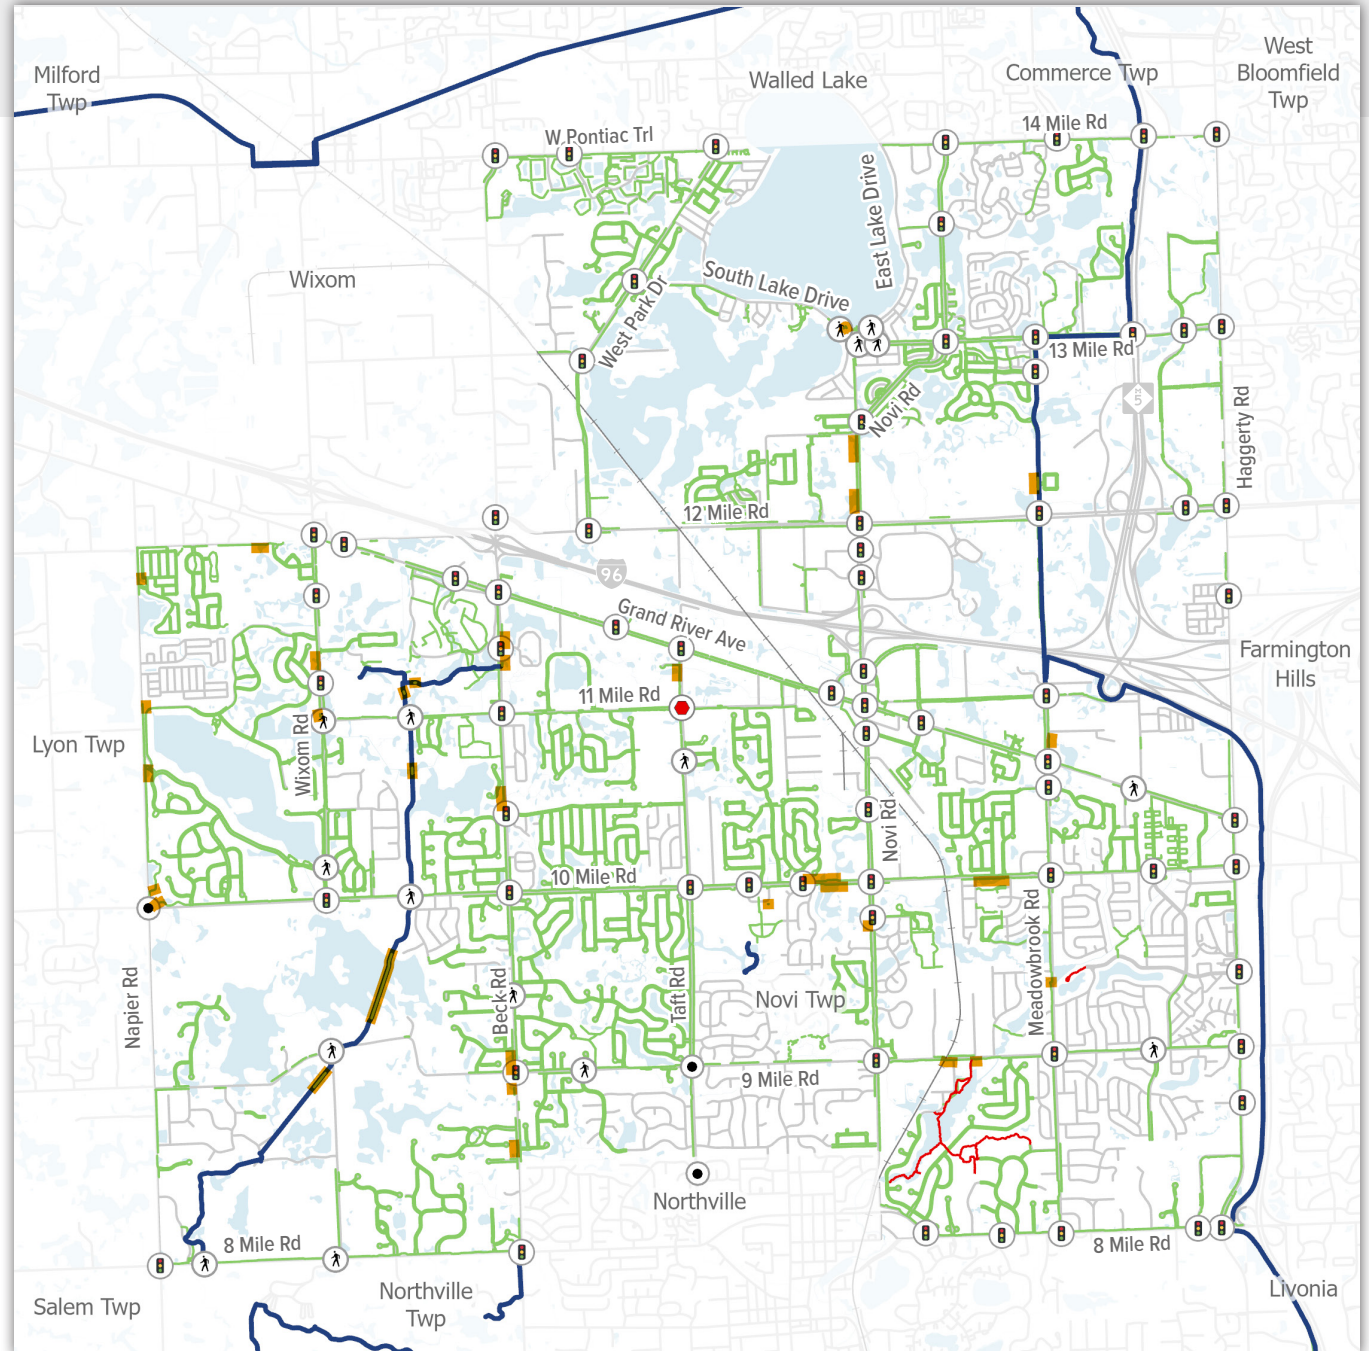 West
Bloomfield
Twp
Milford
Twp
Walled Lake
Commerce Twp
14 Mile Rd
W Pontiac Trl
East Lake Drive
South Lake Drive
Wixom
West Park Dr
13 Mile Rd
5
Novi Rd
Haggerty Rd
12 Mile Rd
96
Grand River Ave
Farmington
Hills
11 Mile Rd
Lyon Twp
Wixom Rd
Novi Rd
10 Mile Rd
Meadowbrook Rd
Napier Rd
Beck Rd
Taft Rd
Novi Twp
9 Mile Rd
Northville
8 Mile Rd
8 Mile Rd
Northville
Twp
Salem Twp
Livonia